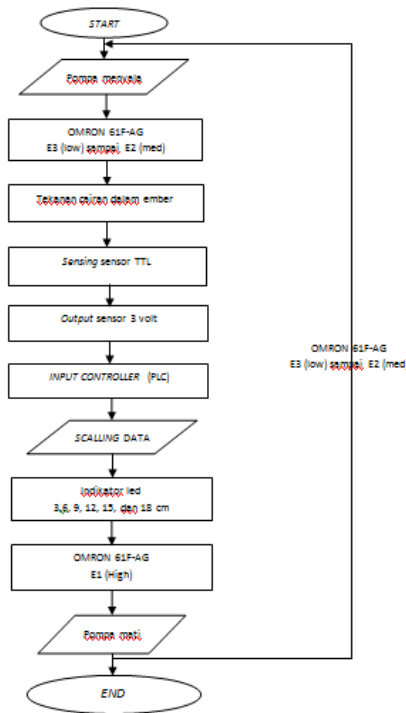 START
Pompa menyala
OMRON 61F-AG
E3 (low) sampai, E2 (med)
Tekanan cairan dalam ember
Sensing sensor TTL
Output sensor 3 volt
INPUT CONTROLLER (PLC)
SCALLING DATA
Indikator led
3,6, 9, 12, 15, dan 18 cm
OMRON 61F-AG
E1 (High)
Pompa mati,
END
OMRON 61F-AG
E3 (low) sampai, E2 (med